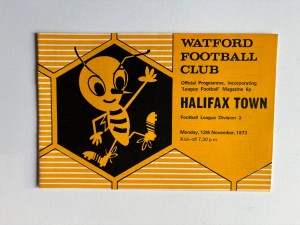 WATFORD
FOOTBALL
CLUB
Official Programme, incorporating
'League Football' Magazine 6p
HALIFAX TOWN
Football League Division 3
Monday, 12th November, 1973
Kick-off 7.30 p.m.